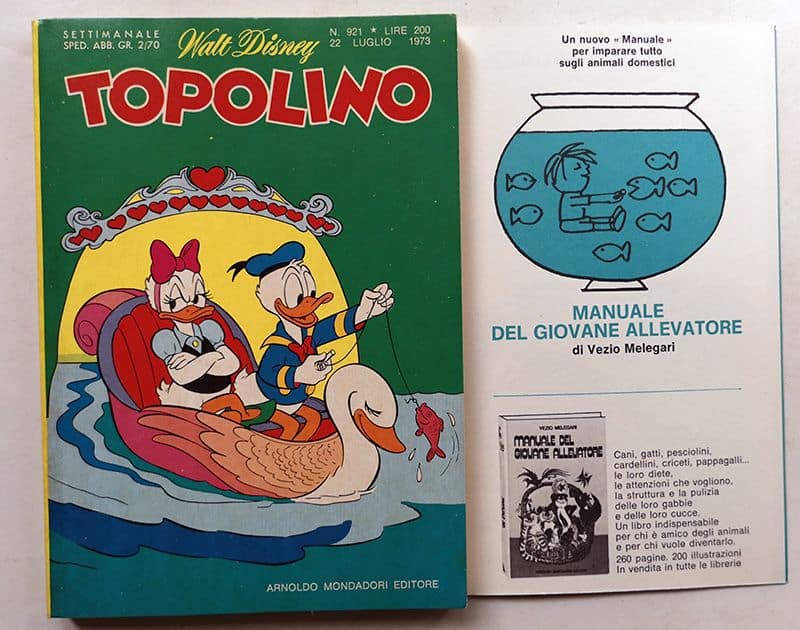 SETTIMANALE
SPED. ABB. GR. 2/70
Walt Disney
N. 921 • LIRE 200
22 LUGLIO 1973
TOPOLINO
ARNOLDO MONDADORI EDITORE
Un nuovo « Manuale »
per imparare tutto
sugli animali domestici
MANUALE
DEL GIOVANE ALLEVATORE
di Vezio Melegari
VEZIO MELEGARI
MANUALE DEL
GIOVANE ALLEVATORE
Cani, gatti, pesciolini,
cardellini, criceti, pappagalli...
le loro diete,
le attenzioni che vogliono,
la struttura e la pulizia
delle loro gabbie
e delle loro cucce.
Un libro indispensabile
per chi è amico degli animali
e per chi vuole diventarlo.
260 pagine. 200 illustrazioni
In vendita in tutte le librerie